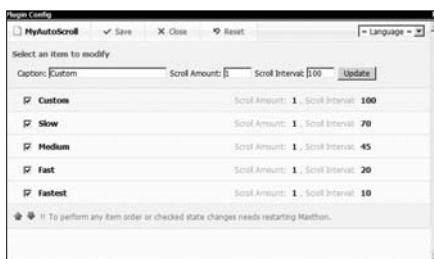 Plugin Config
MyAutoScroll Save Close Reset = Language =
Select an item to modify
Caption: Custom Scroll Amount: 1 Scroll Interval: 100 Update
Custom Scroll Amount: 1 , Scroll Interval: 100
Slow Scroll Amount: 1 , Scroll Interval: 70
Medium Scroll Amount: 1 , Scroll Interval: 45
Fast Scroll Amount: 1 , Scroll Interval: 20
Fastest Scroll Amount: 1 , Scroll Interval: 10
!! To perform any item order or checked state changes needs restarting Maxthon.